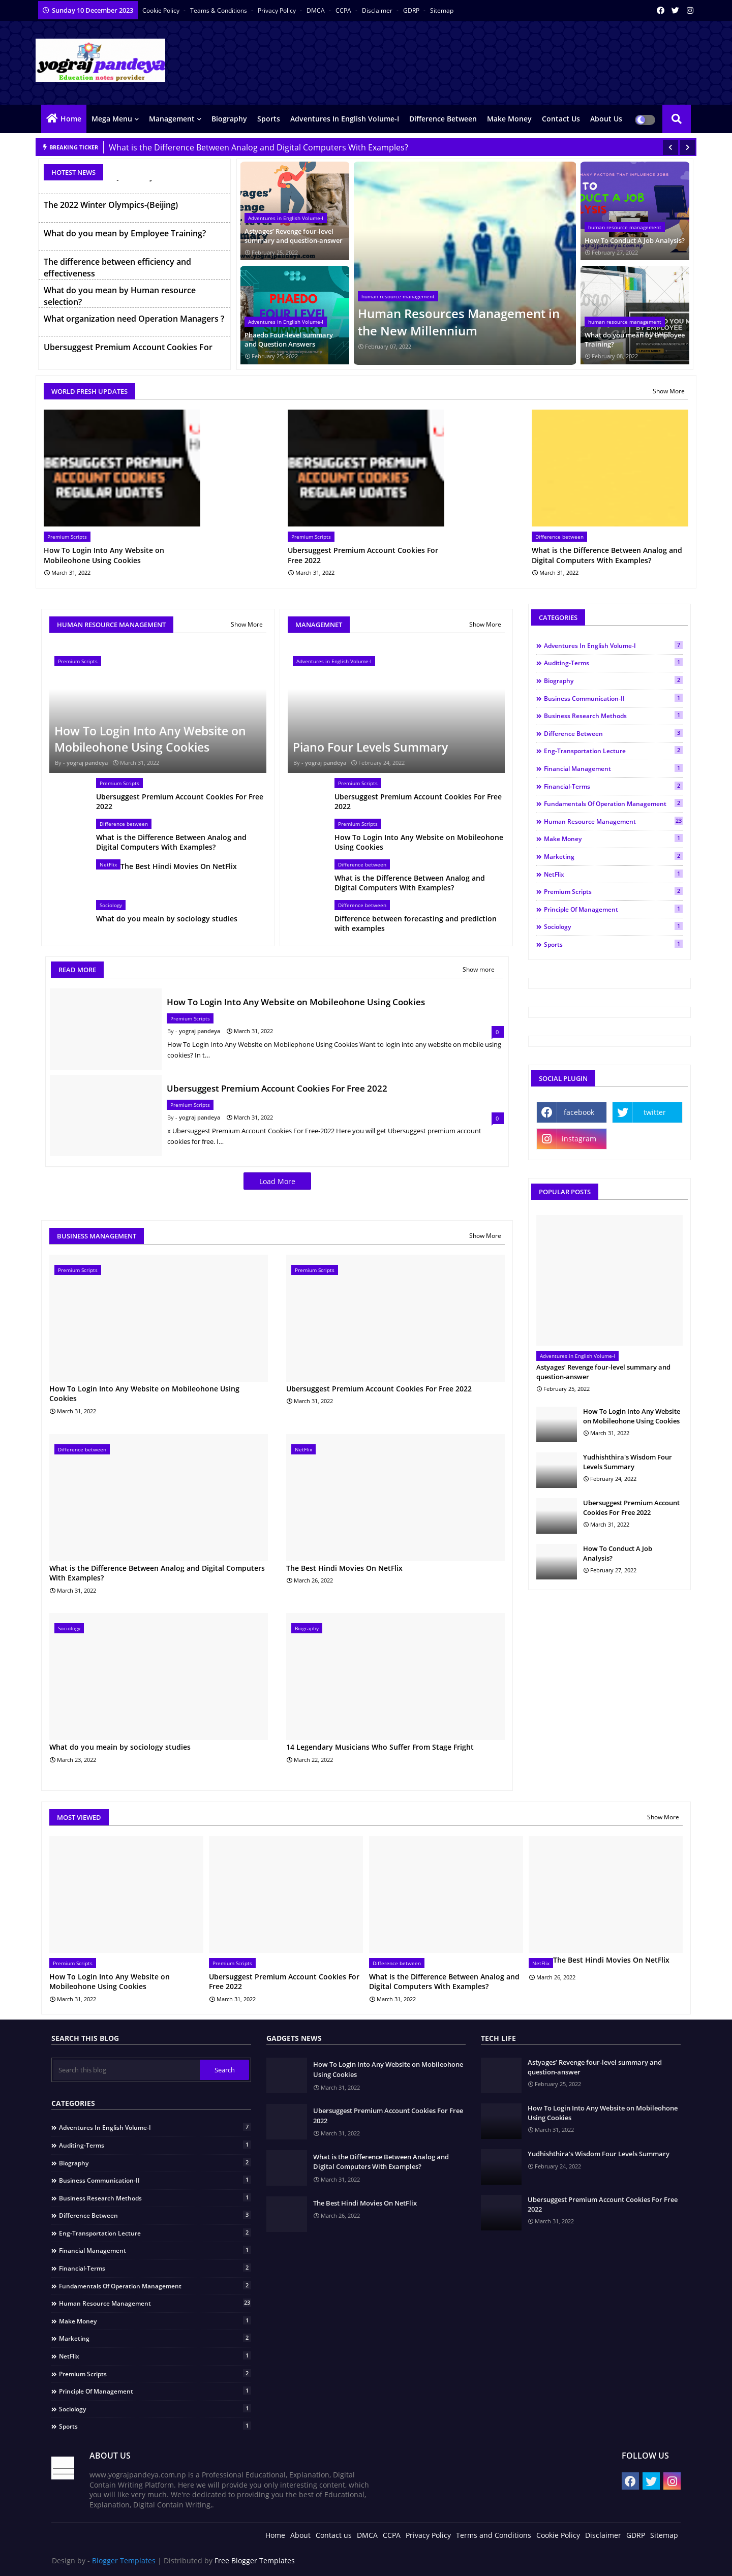 Sunday 10 December 2023
Cookie Policy - Teams & Conditions - Privacy Policy - DMCA - CCPA - Disclaimer - GDRP - Sitemap
yograj pandeya
Education notes provider
Home
Mega Menu
Management
Biography
Sports
Adventures In English Volume-I
Difference Between
Make Money
Contact Us
About Us
BREAKING TICKER
What is the Difference Between Analog and Digital Computers With Examples?
HOTEST NEWS
The 2022 Winter Olympics-(Beijing)
What do you mean by Employee Training?
The difference between efficiency and
effectiveness
What do you mean by Human resource
selection?
What organization need Operation Managers ?
Ubersuggest Premium Account Cookies For
Adventures in English Volume-I
Astyages' Revenge four-level
summary and question-answer
February 25, 2022
PHAEDO
FOUR LEVEL
Adventures in English Volume-I
Phaedo Four-level summary
and Question Answers
February 25, 2022
human resource management
Human Resources Management in
the New Millennium
February 07, 2022
human resource management
How To Conduct A Job Analysis?
February 27, 2022
human resource management
What do you mean by Employee
Training?
February 08, 2022
WORLD FRESH UPDATES
Show More
PREMIUM ACCOUNT
COOKIES FOR FREE
REGULAR UDATES
Premium Scripts
How To Login Into Any Website on
Mobileohone Using Cookies
March 31, 2022
PREMIUM ACCOUNT
COOKIES FOR FREE
REGULAR UDATES
Premium Scripts
Ubersuggest Premium Account Cookies For
Free 2022
March 31, 2022
Difference between
What is the Difference Between Analog and
Digital Computers With Examples?
March 31, 2022
HUMAN RESOURCE MANAGEMENT
Show More
Premium Scripts
How To Login Into Any Website on
Mobileohone Using Cookies
By - yograj pandeya March 31, 2022
Premium Scripts
Ubersuggest Premium Account Cookies For Free
2022
Difference between
What is the Difference Between Analog and
Digital Computers With Examples?
NetFlix
The Best Hindi Movies On NetFlix
Sociology
What do you meain by sociology studies
MANAGEMNET
Show More
Adventures in English Volume-I
Piano Four Levels Summary
By - yograj pandeya February 24, 2022
Premium Scripts
Ubersuggest Premium Account Cookies For Free
2022
Premium Scripts
How To Login Into Any Website on Mobileohone
Using Cookies
Difference between
What is the Difference Between Analog and
Digital Computers With Examples?
Difference between
Difference between forecasting and prediction
with examples
READ MORE
Show more
How To Login Into Any Website on Mobileohone Using Cookies
Premium Scripts
By - yograj pandeya March 31, 2022
0
How To Login Into Any Website on Mobilephone Using Cookies Want to login into any website on mobile using
cookies? In t…
Ubersuggest Premium Account Cookies For Free 2022
Premium Scripts
By - yograj pandeya March 31, 2022
0
x Ubersuggest Premium Account Cookies For Free-2022 Here you will get Ubersuggest premium account
cookies for free. I…
Load More
BUSINESS MANAGEMENT
Show More
Premium Scripts
How To Login Into Any Website on Mobileohone Using
Cookies
March 31, 2022
Premium Scripts
Ubersuggest Premium Account Cookies For Free 2022
March 31, 2022
Difference between
What is the Difference Between Analog and Digital Computers
With Examples?
March 31, 2022
NetFlix
The Best Hindi Movies On NetFlix
March 26, 2022
Sociology
What do you meain by sociology studies
March 23, 2022
Biography
14 Legendary Musicians Who Suffer From Stage Fright
March 22, 2022
CATEGORIES
Adventures In English Volume-I 7
Auditing-Terms 1
Biography 2
Business Communication-II 1
Business Research Methods 1
Difference Between 3
Eng-Transportation Lecture 2
Financial Management 1
Financial-Terms 2
Fundamentals Of Operation Management 2
Human Resource Management 23
Make Money 1
Marketing 2
NetFlix 1
Premium Scripts 2
Principle Of Management 1
Sociology 1
Sports 1
SOCIAL PLUGIN
facebook
twitter
instagram
POPULAR POSTS
Adventures in English Volume-I
Astyages' Revenge four-level summary and
question-answer
February 25, 2022
How To Login Into Any Website
on Mobileohone Using Cookies
March 31, 2022
Yudhishthira's Wisdom Four
Levels Summary
February 24, 2022
Ubersuggest Premium Account
Cookies For Free 2022
March 31, 2022
How To Conduct A Job
Analysis?
February 27, 2022
MOST VIEWED
Show More
Premium Scripts
How To Login Into Any Website on
Mobileohone Using Cookies
March 31, 2022
Premium Scripts
Ubersuggest Premium Account Cookies For
Free 2022
March 31, 2022
Difference between
What is the Difference Between Analog and
Digital Computers With Examples?
March 31, 2022
NetFlix
The Best Hindi Movies On NetFlix
March 26, 2022
SEARCH THIS BLOG
Search this blog
Search
CATEGORIES
Adventures In English Volume-I 7
Auditing-Terms 1
Biography 2
Business Communication-II 1
Business Research Methods 1
Difference Between 3
Eng-Transportation Lecture 2
Financial Management 1
Financial-Terms 2
Fundamentals Of Operation Management 2
Human Resource Management 23
Make Money 1
Marketing 2
NetFlix 1
Premium Scripts 2
Principle Of Management 1
Sociology 1
Sports 1
GADGETS NEWS
How To Login Into Any Website on Mobileohone
Using Cookies
March 31, 2022
Ubersuggest Premium Account Cookies For Free
2022
March 31, 2022
What is the Difference Between Analog and
Digital Computers With Examples?
March 31, 2022
The Best Hindi Movies On NetFlix
March 26, 2022
TECH LIFE
Astyages' Revenge four-level summary and
question-answer
February 25, 2022
How To Login Into Any Website on Mobileohone
Using Cookies
March 31, 2022
Yudhishthira's Wisdom Four Levels Summary
February 24, 2022
Ubersuggest Premium Account Cookies For Free
2022
March 31, 2022
ABOUT US
www.yograjpandeya.com.np is a Professional Educational, Explanation, Digital
Content Writing Platform. Here we will provide you only interesting content, which
you will like very much. We're dedicated to providing you the best of Educational,
Explanation, Digital Content Writing,.
FOLLOW US
Home About Contact us DMCA CCPA Privacy Policy Terms and Conditions Cookie Policy Disclaimer GDRP Sitemap
Design by - Blogger Templates | Distributed by Free Blogger Templates